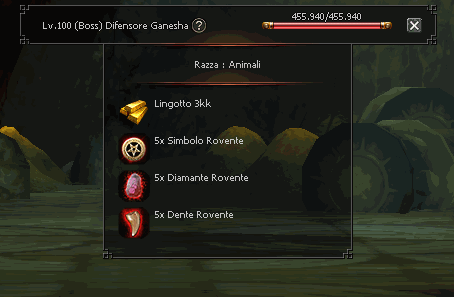 455.940/455.940
Lv.100 (Boss) Difensore Ganesha ?
Razza : Animali
Lingotto 3kk
5x Simbolo Rovente
5x Diamante Rovente
5x Dente Rovente